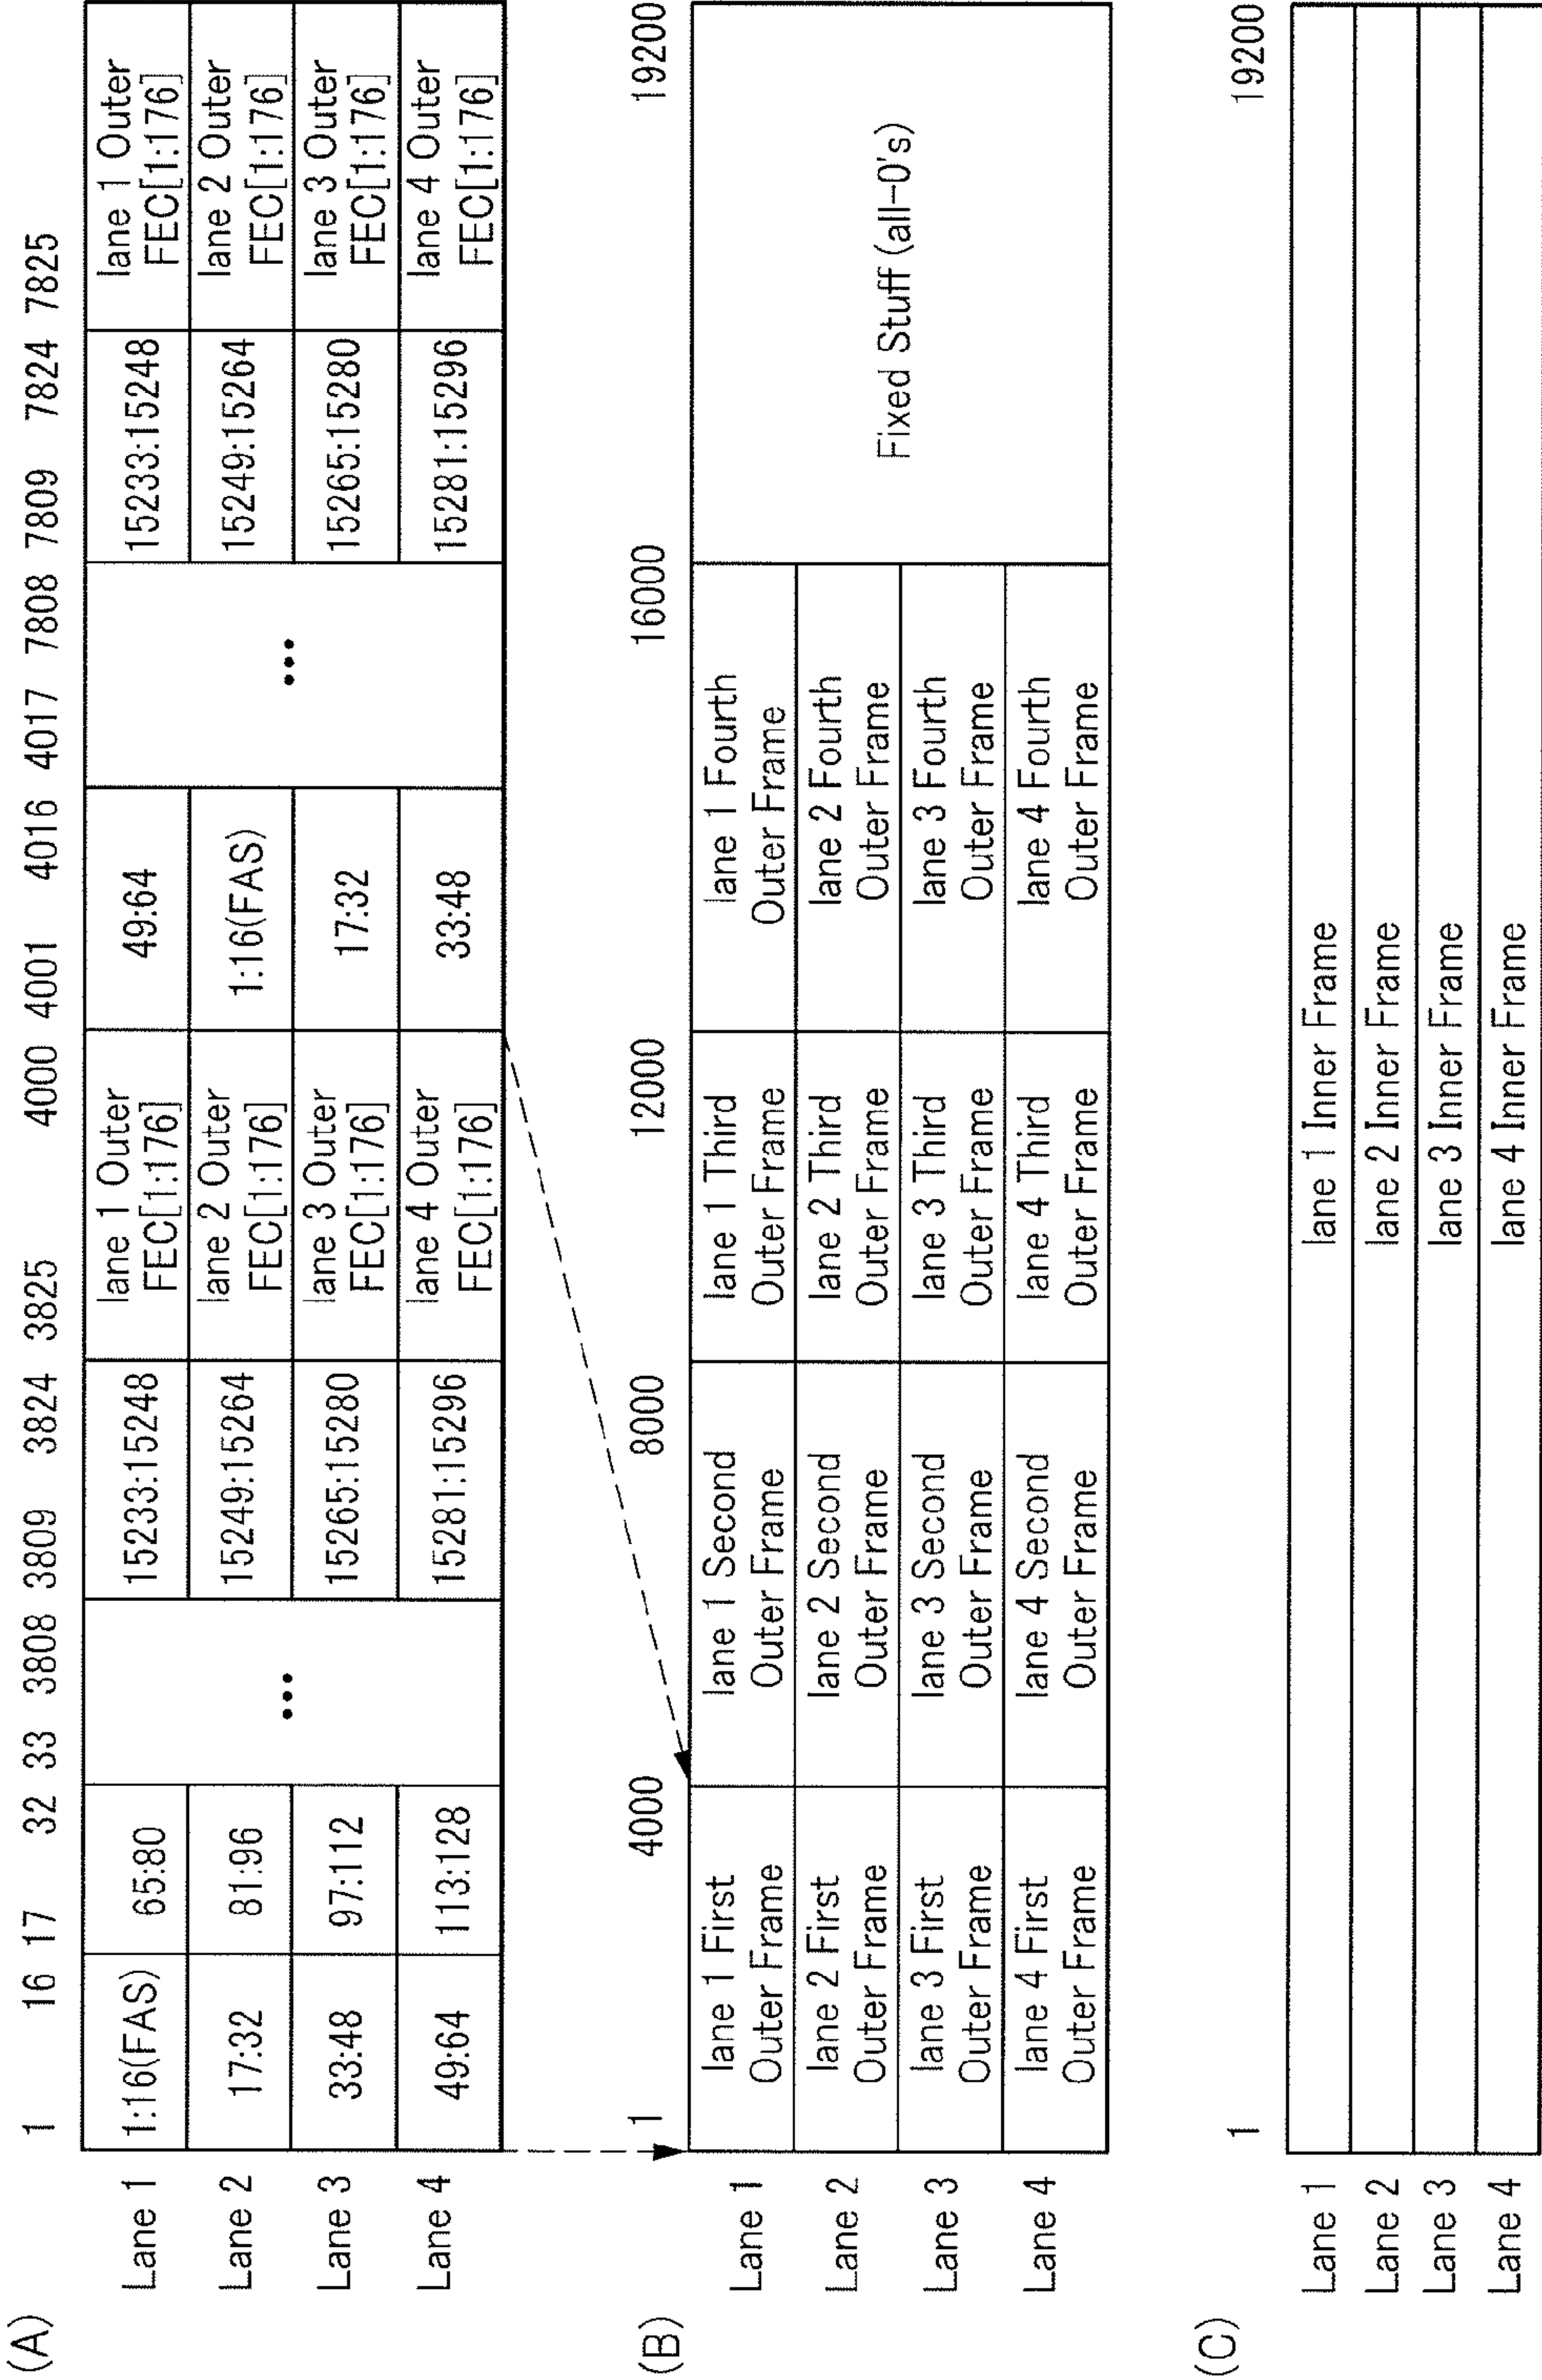 (A)
1 16 17 32 33 3808 3809 3824 3825 4000 4001 4016 4017 7808 7809 7824 7825
Lane 1 1:16(FAS) 65:80 ••• 15233:15248 lane 1 Outer FEC[1:176] 49:64 ••• 15233:15248 lane 1 Outer FEC[1:176]
Lane 2 17:32 81:96 15249:15264 lane 2 Outer FEC[1:176] 1:16(FAS) 15249:15264 lane 2 Outer FEC[1:176]
Lane 3 33:48 97:112 15265:15280 lane 3 Outer FEC[1:176] 17:32 15265:15280 lane 3 Outer FEC[1:176]
Lane 4 49:64 113:128 15281:15296 lane 4 Outer FEC[1:176] 33:48 15281:15296 lane 4 Outer FEC[1:176]
(B)
1 4000 8000 12000 16000 19200
Lane 1 lane 1 First Outer Frame lane 1 Second Outer Frame lane 1 Third Outer Frame lane 1 Fourth Outer Frame Fixed Stuff (all-0's)
Lane 2 lane 2 First Outer Frame lane 2 Second Outer Frame lane 2 Third Outer Frame lane 2 Fourth Outer Frame
Lane 3 lane 3 First Outer Frame lane 3 Second Outer Frame lane 3 Third Outer Frame lane 3 Fourth Outer Frame
Lane 4 lane 4 First Outer Frame lane 4 Second Outer Frame lane 4 Third Outer Frame lane 4 Fourth Outer Frame
(C)
1 19200
Lane 1 lane 1 Inner Frame
Lane 2 lane 2 Inner Frame
Lane 3 lane 3 Inner Frame
Lane 4 lane 4 Inner Frame